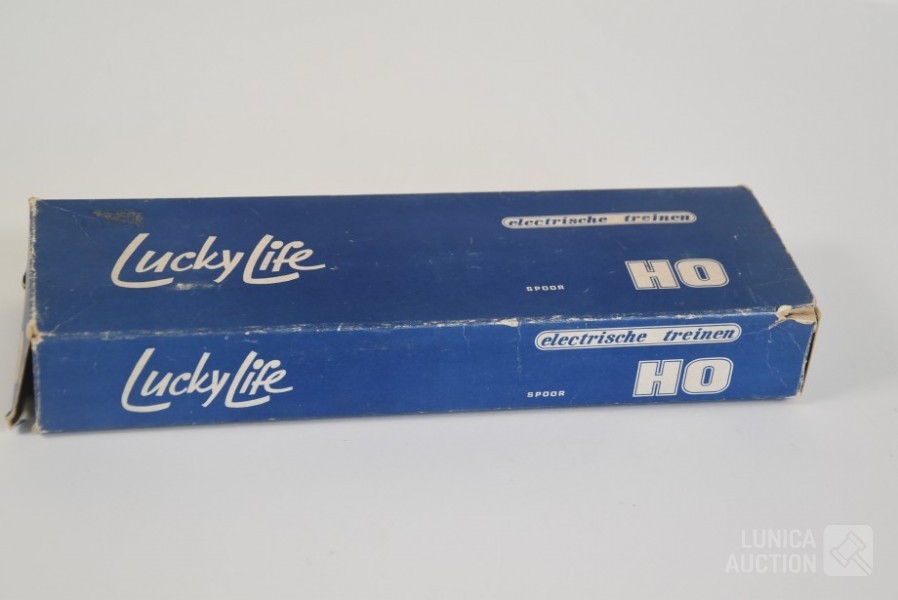 Lucky Life
electrische treinen
SPOOR HO
Lucky Life
electrische treinen
SPOOR HO
LUNICA
AUCTION